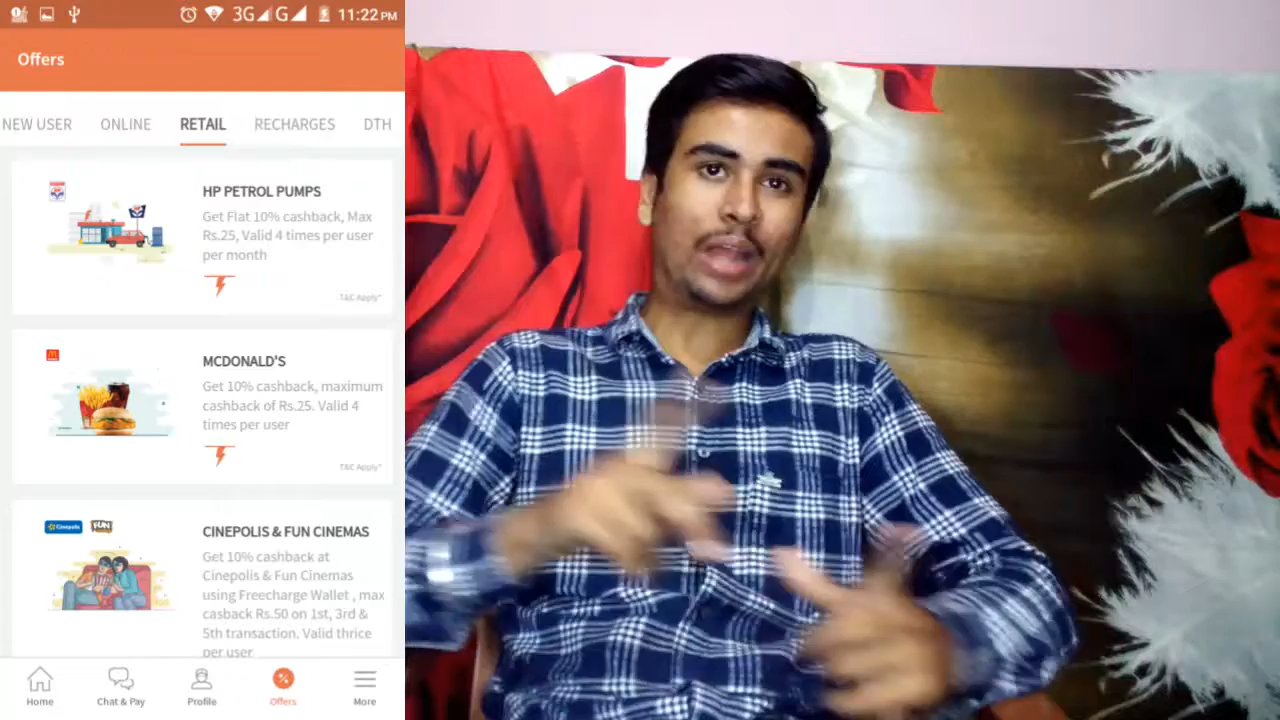 3G G 11:22 PM
Offers
NEW USER ONLINE RETAIL RECHARGES DTH
HP PETROL PUMPS
Get Flat 10% cashback, Max
Rs.25, Valid 4 times per user
per month
T&C Apply*
MCDONALD'S
Get 10% cashback, maximum
cashback of Rs.25. Valid 4
times per user
T&C Apply*
Cinepolis FUN
CINEPOLIS & FUN CINEMAS
Get 10% cashback at
Cinepolis & Fun Cinemas
using Freecharge Wallet , max
casback Rs.50 on 1st, 3rd &
5th transaction. Valid thrice
per user
Home Chat & Pay Profile Offers More